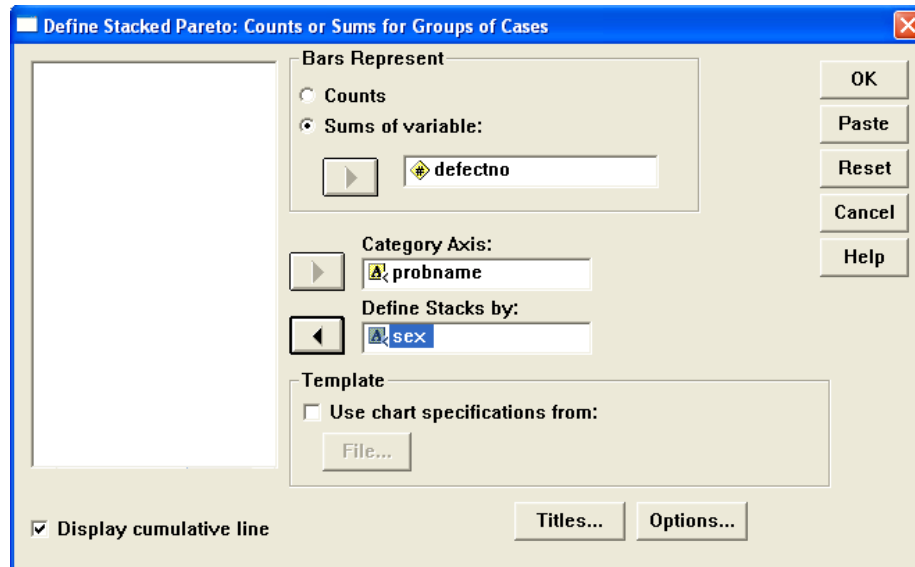 Define Stacked Pareto: Counts or Sums for Groups of Cases
Bars Represent
Counts
Sums of variable:
defectno
Category Axis:
probname
Define Stacks by:
sex
Template
Use chart specifications from:
File...
Display cumulative line
Titles...
Options...
OK
Paste
Reset
Cancel
Help